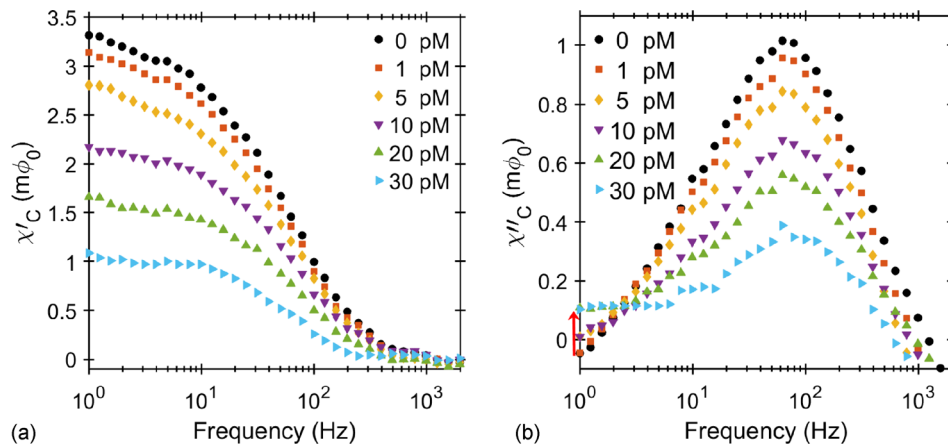 3.5
3
2.5
2
1.5
1
0.5
0
χ′C (mϕ0)
0 pM
1 pM
5 pM
10 pM
20 pM
30 pM
10^0 10^1 10^2 10^3
Frequency (Hz)
(a)
1
0.8
0.6
0.4
0.2
0
χ″C (mϕ0)
0 pM
1 pM
5 pM
10 pM
20 pM
30 pM
10^0 10^1 10^2 10^3
Frequency (Hz)
(b)